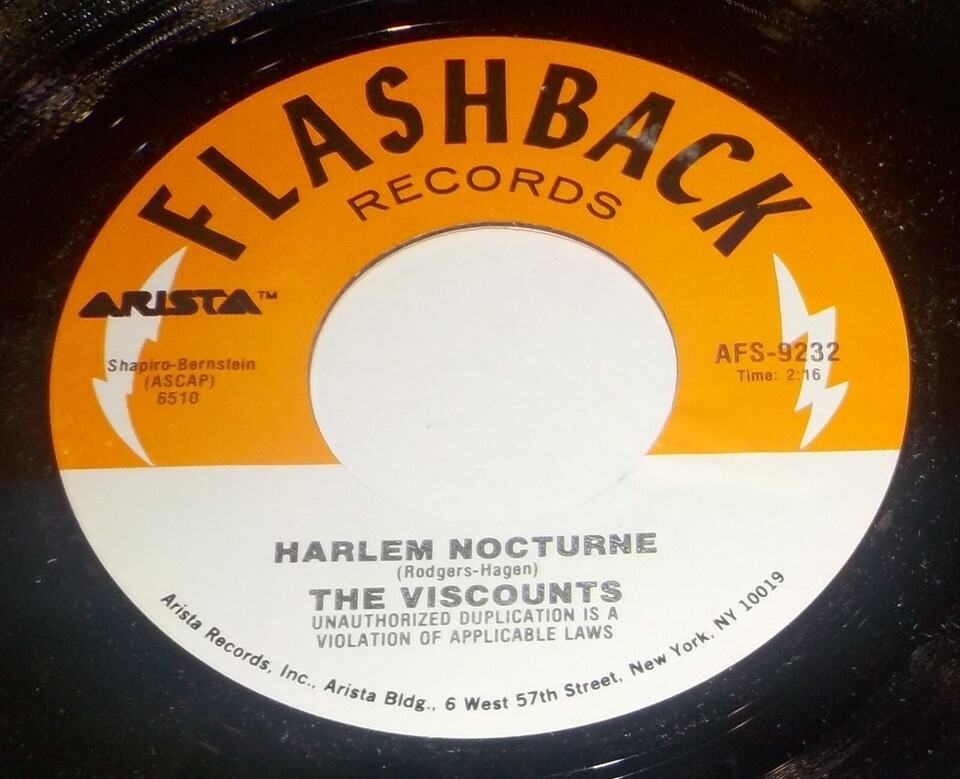 FLASHBACK
RECORDS
ARISTA™
Shapiro-Bernstein
(ASCAP)
6510
AFS-9232
Time: 2:16
HARLEM NOCTURNE
(Rodgers-Hagen)
THE VISCOUNTS
UNAUTHORIZED DUPLICATION IS A
VIOLATION OF APPLICABLE LAWS
Arista Records, Inc., Arista Bldg., 6 West 57th Street, New York, NY 10019